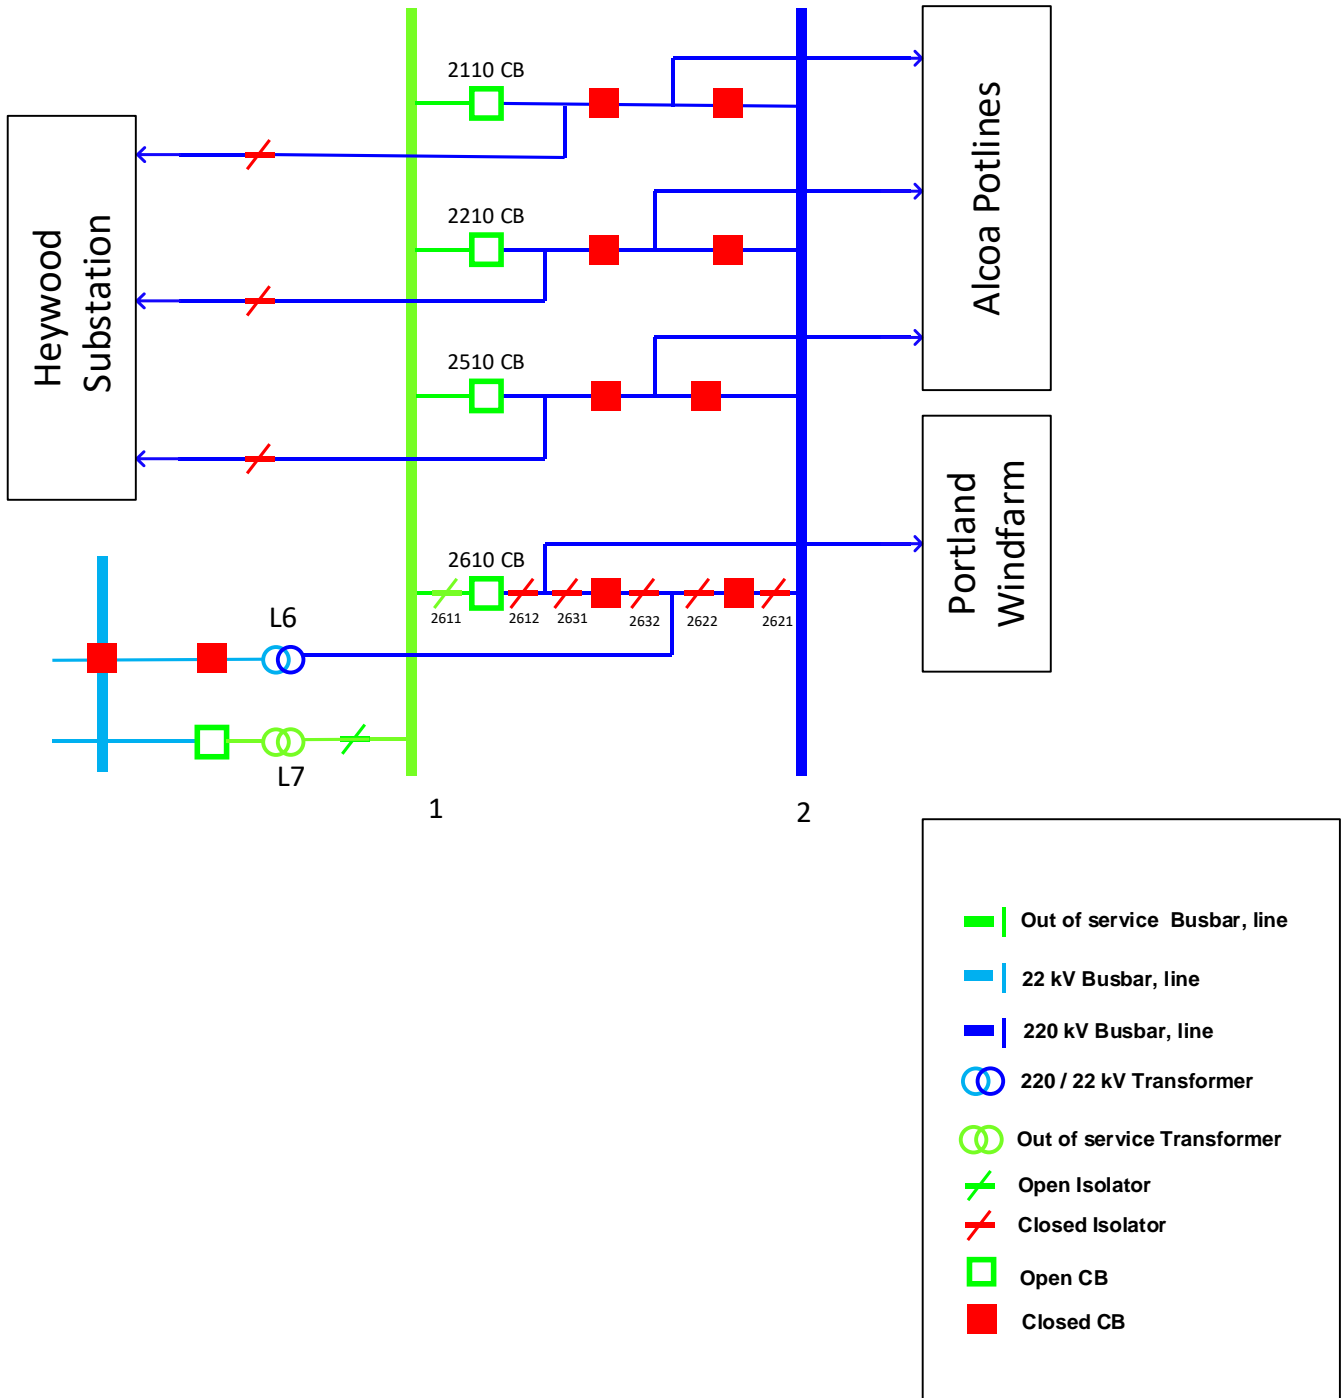 2110 CB
2210 CB
2510 CB
2610 CB
Heywood
Substation
Alcoa Potlines
Portland
Windfarm
2611
2612
2631
2632
2622
2621
L6
L7
1
2
Out of service Busbar, line
22 kV Busbar, line
220 kV Busbar, line
220 / 22 kV Transformer
Out of service Transformer
Open Isolator
Closed Isolator
Open CB
Closed CB